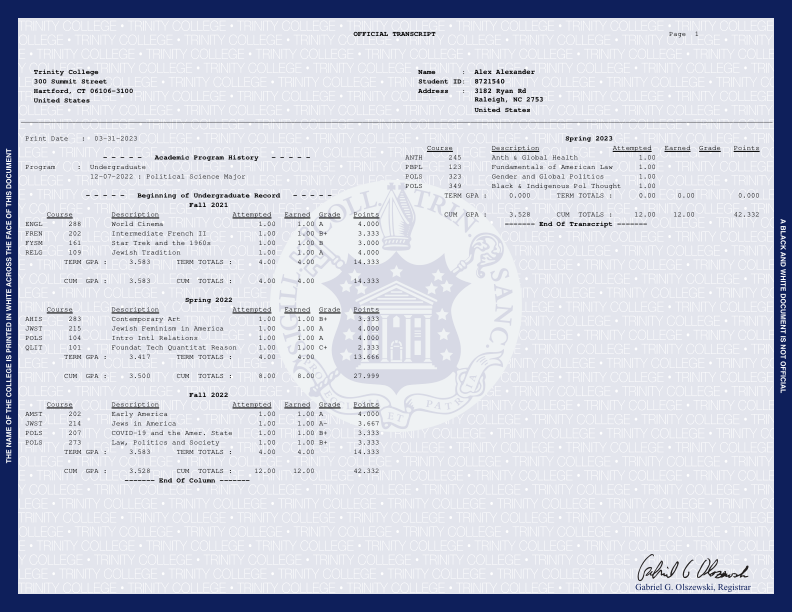 OFFICIAL TRANSCRIPT
Page 1
Trinity College
300 Summit Street
Hartford, CT 06106-3100
United States
Name : Alex Alexander
Student ID: 8721540
Address : 3182 Ryan Rd
Raleigh, NC 2753
United States
Print Date : 03-31-2023
- - - - - Academic Program History - - - - -
Program : Undergraduate
12-07-2022 : Political Science Major
- - - - - Beginning of Undergraduate Record - - - - -
Fall 2021
Course Description Attempted Earned Grade Points
ENGL 288 World Cinema 1.00 1.00 A 4.000
FREN 202 Intermediate French II 1.00 1.00 B+ 3.333
FYSM 161 Star Trek and the 1960s 1.00 1.00 B 3.000
RELG 109 Jewish Tradition 1.00 1.00 A 4.000
TERM GPA : 3.583 TERM TOTALS : 4.00 4.00 14.333
CUM GPA : 3.583 CUM TOTALS : 4.00 4.00 14.333
Spring 2022
Course Description Attempted Earned Grade Points
AHIS 283 Contemporary Art 1.00 1.00 B+ 3.333
JWST 215 Jewish Feminism in America 1.00 1.00 A 4.000
POLS 104 Intro Intl Relations 1.00 1.00 A 4.000
QLIT 101 Foundat Tech Quantitat Reason 1.00 1.00 C+ 2.333
TERM GPA : 3.417 TERM TOTALS : 4.00 4.00 13.666
CUM GPA : 3.500 CUM TOTALS : 8.00 8.00 27.999
Fall 2022
Course Description Attempted Earned Grade Points
AMST 202 Early America 1.00 1.00 A 4.000
JWST 214 Jews in America 1.00 1.00 A- 3.667
POLS 207 COVID-19 and the Amer. State 1.00 1.00 B+ 3.333
POLS 273 Law, Politics and Society 1.00 1.00 B+ 3.333
TERM GPA : 3.583 TERM TOTALS : 4.00 4.00 14.333
CUM GPA : 3.528 CUM TOTALS : 12.00 12.00 42.332
------- End Of Column -------
Spring 2023
Course Description Attempted Earned Grade Points
ANTH 245 Anth & Global Health 1.00
PBPL 123 Fundamentals of American Law 1.00
POLS 323 Gender and Global Politics 1.00
POLS 349 Black & Indigenous Pol Thought 1.00
TERM GPA : 0.000 TERM TOTALS : 0.00 0.00 0.000
CUM GPA : 3.528 CUM TOTALS : 12.00 12.00 42.332
------- End Of Transcript -------
Gabriel G. Olszewski, Registrar
THE NAME OF THE COLLEGE IS PRINTED IN WHITE ACROSS THE FACE OF THIS DOCUMENT
A BLACK AND WHITE DOCUMENT IS NOT OFFICIAL
TRINITY COLLEGE